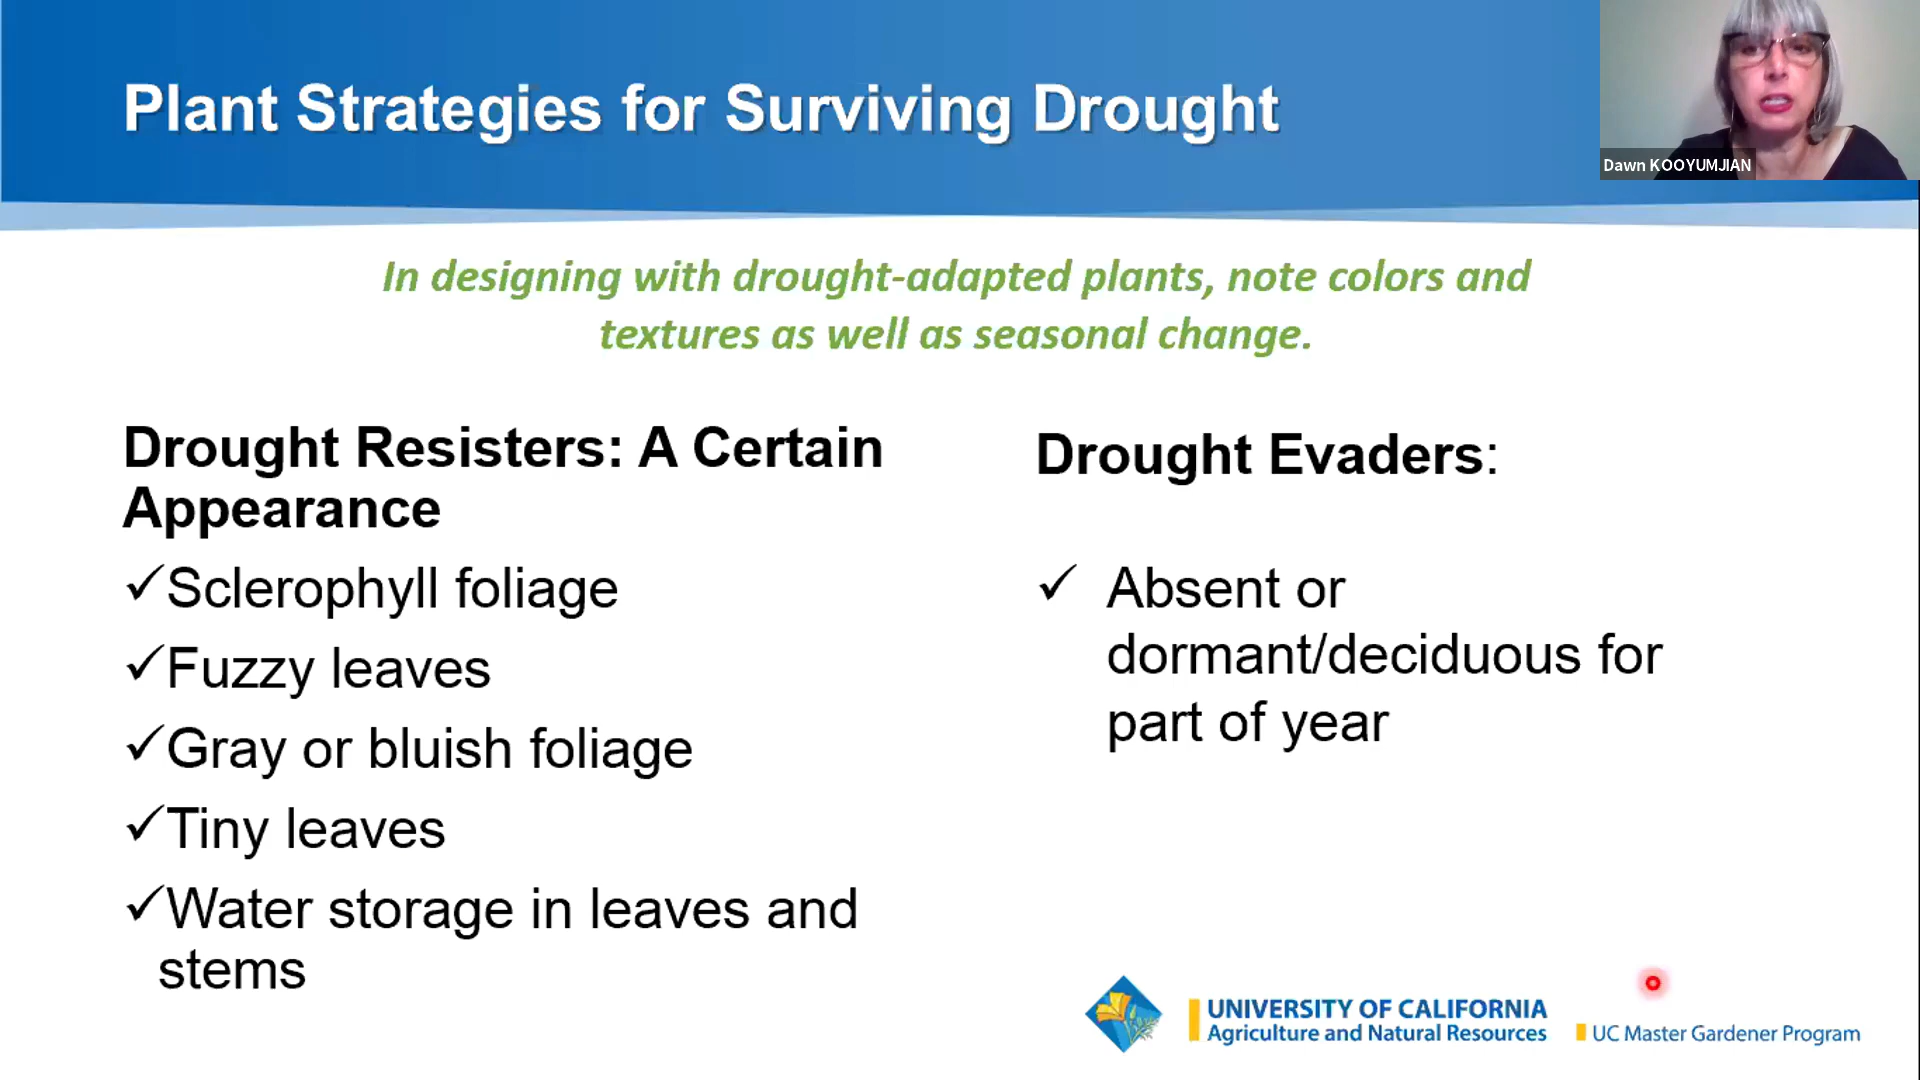 Plant Strategies for Surviving Drought
Dawn KOOYUMJIAN
In designing with drought-adapted plants, note colors and
textures as well as seasonal change.
Drought Resisters: A Certain
Appearance
✓Sclerophyll foliage
✓Fuzzy leaves
✓Gray or bluish foliage
✓Tiny leaves
✓Water storage in leaves and
stems
Drought Evaders:
✓ Absent or
dormant/deciduous for
part of year
UNIVERSITY OF CALIFORNIA
Agriculture and Natural Resources
UC Master Gardener Program